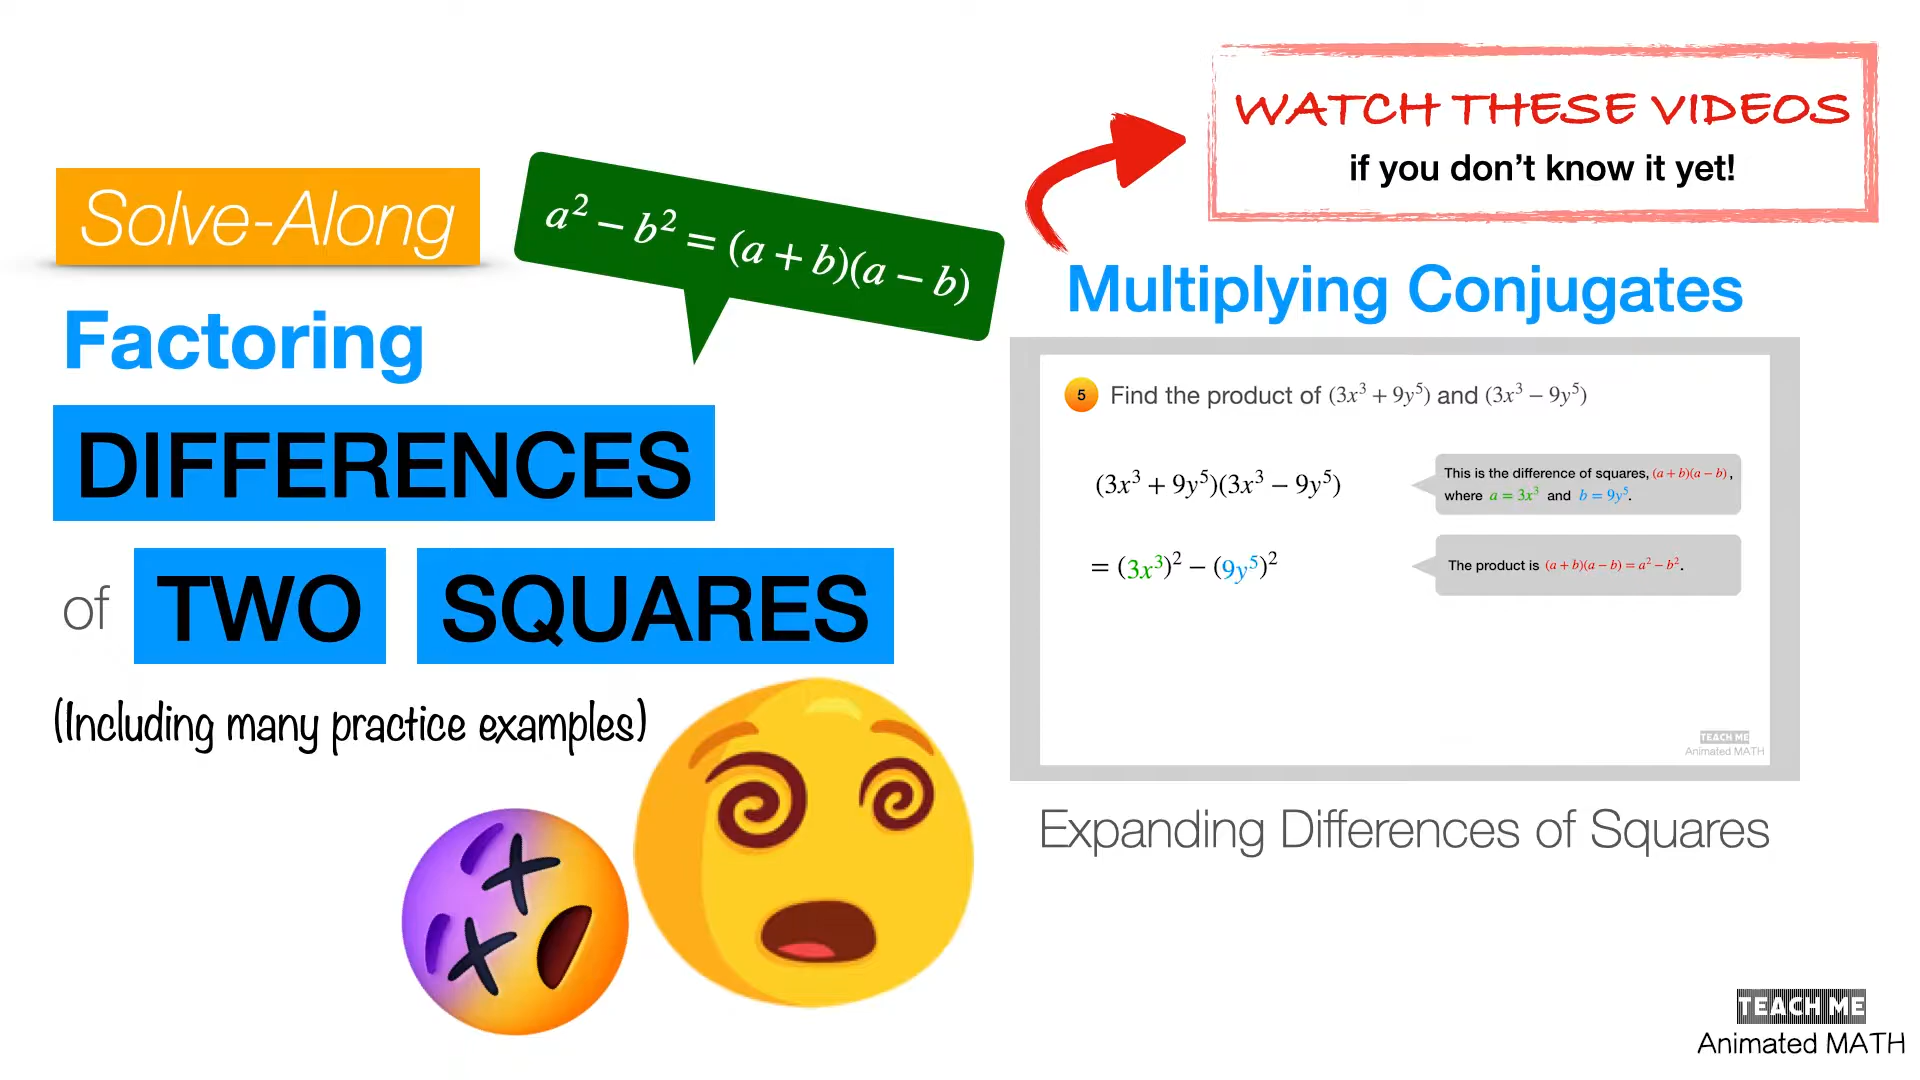 Solve-Along
a² − b² = (a + b)(a − b)
Factoring
DIFFERENCES
of TWO SQUARES
(Including many practice examples)
WATCH THESE VIDEOS
if you don’t know it yet!
Multiplying Conjugates
5 Find the product of (3x³ + 9y⁵) and (3x³ − 9y⁵)
(3x³ + 9y⁵)(3x³ − 9y⁵)
This is the difference of squares, (a + b)(a − b),
where a = 3x³ and b = 9y⁵.
= (3x³)² − (9y⁵)²
The product is (a + b)(a − b) = a² − b².
TEACH ME
Animated MATH
Expanding Differences of Squares
TEACH ME
Animated MATH